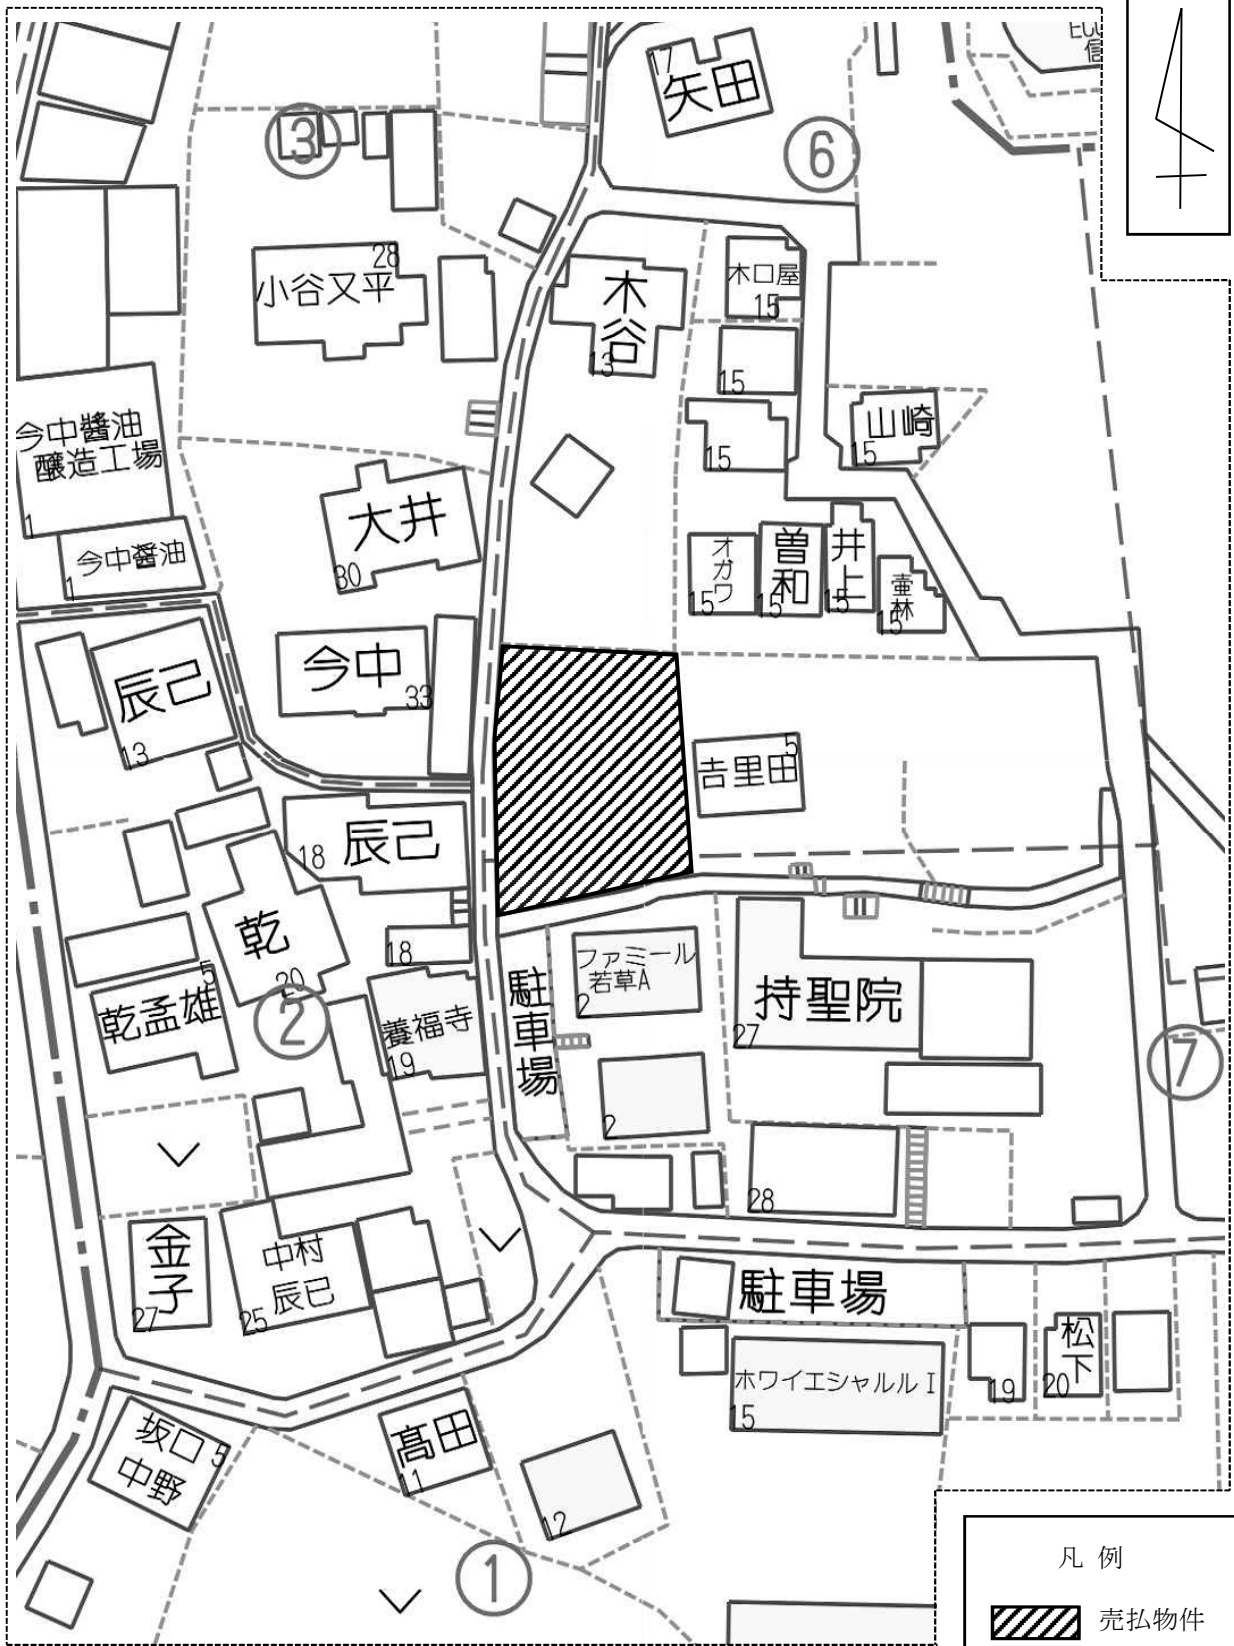 ECC
信
17
矢田
③
⑥
28
小谷又平
木谷
13
木口屋
15
15
15
山崎
15
今中醬油
醸造工場
1
今中醬油
1
大井
30
オガワ
15
曽和
15
井上
15
15
今中
33
辰己
13
吉里田
5
18
辰己
乾
20
18
5
乾孟雄
②
養福寺
19
駐車場
ファミール
若草A
2
2
持聖院
27
⑦
28
金子
27
中村
辰巳
25
駐車場
ホワイエシャルルⅠ
15
19
松下
20
坂口
中野
5
髙田
11
12
①
凡 例
売払物件